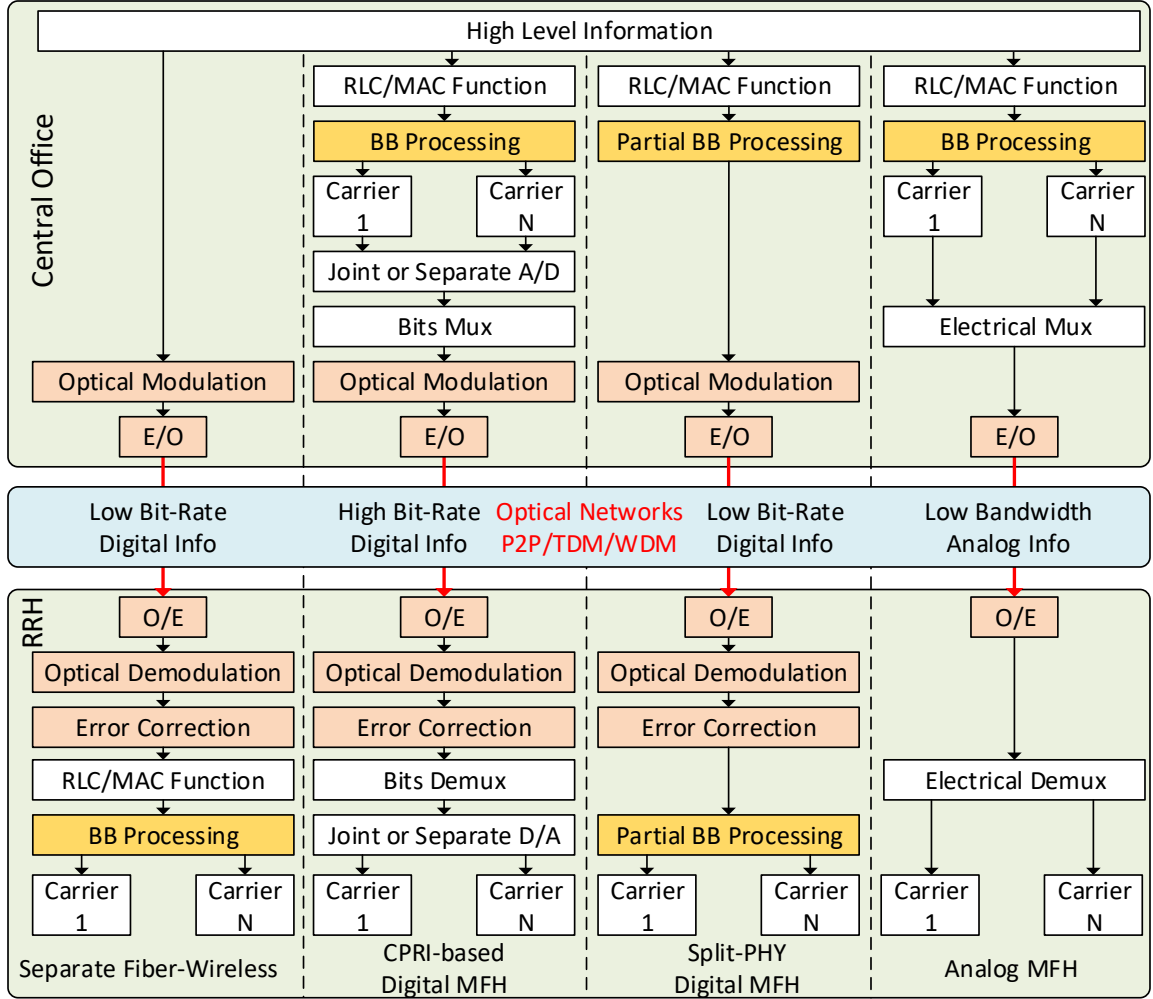 High Level Information
Central Office
RLC/MAC Function
RLC/MAC Function
RLC/MAC Function
BB Processing
Partial BB Processing
BB Processing
Carrier
1
Carrier
N
Carrier
1
Carrier
N
Joint or Separate A/D
Bits Mux
Electrical Mux
Optical Modulation
Optical Modulation
Optical Modulation
E/O
E/O
E/O
E/O
Low Bit-Rate
Digital Info
High Bit-Rate
Digital Info
Optical Networks
P2P/TDM/WDM
Low Bit-Rate
Digital Info
Low Bandwidth
Analog Info
RRH
O/E
O/E
O/E
O/E
Optical Demodulation
Optical Demodulation
Optical Demodulation
Error Correction
Error Correction
Error Correction
RLC/MAC Function
Bits Demux
Electrical Demux
BB Processing
Joint or Separate D/A
Partial BB Processing
Carrier
1
Carrier
N
Carrier
1
Carrier
N
Carrier
1
Carrier
N
Carrier
1
Carrier
N
Separate Fiber-Wireless
CPRI-based
Digital MFH
Split-PHY
Digital MFH
Analog MFH